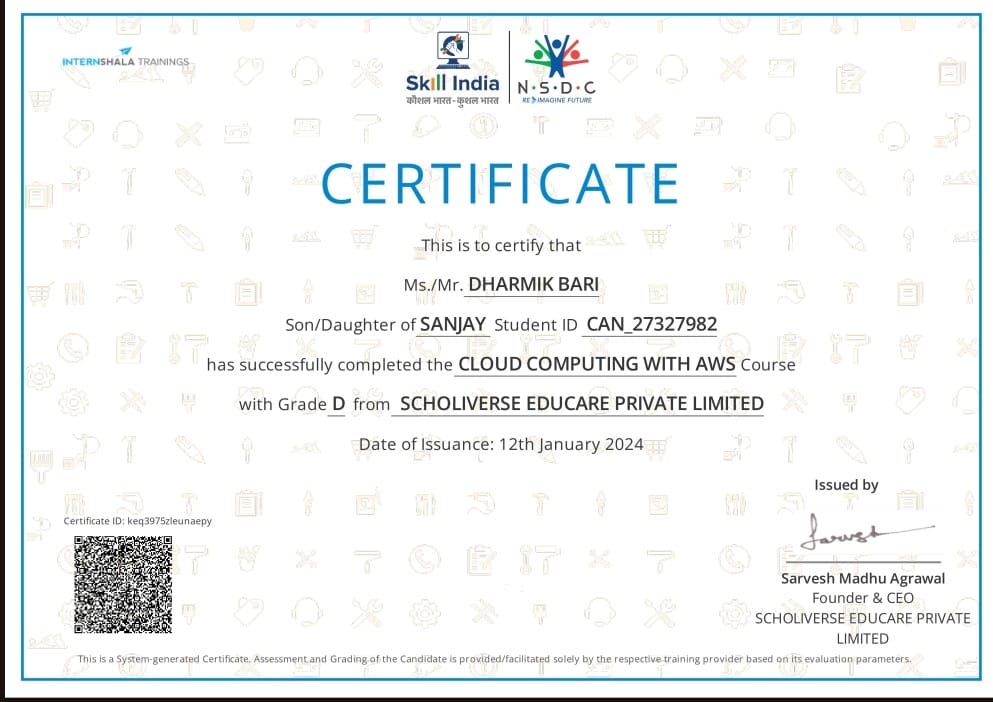 INTERNSHALA TRAININGS
Skill India
कौशल भारत-कुशल भारत
N·S·D·C
RE IMAGINE FUTURE
CERTIFICATE
This is to certify that
Ms./Mr. DHARMIK BARI
Son/Daughter of SANJAY Student ID CAN_27327982
has successfully completed the CLOUD COMPUTING WITH AWS Course
with Grade D from SCHOLIVERSE EDUCARE PRIVATE LIMITED
Date of Issuance: 12th January 2024
Issued by
Certificate ID: keq3975zleunaepy
Sarvesh
Sarvesh Madhu Agrawal
Founder & CEO
SCHOLIVERSE EDUCARE PRIVATE
LIMITED
This is a System-generated Certificate. Assessment and Grading of the Candidate is provided/facilitated solely by the respective training provider based on its evaluation parameters.